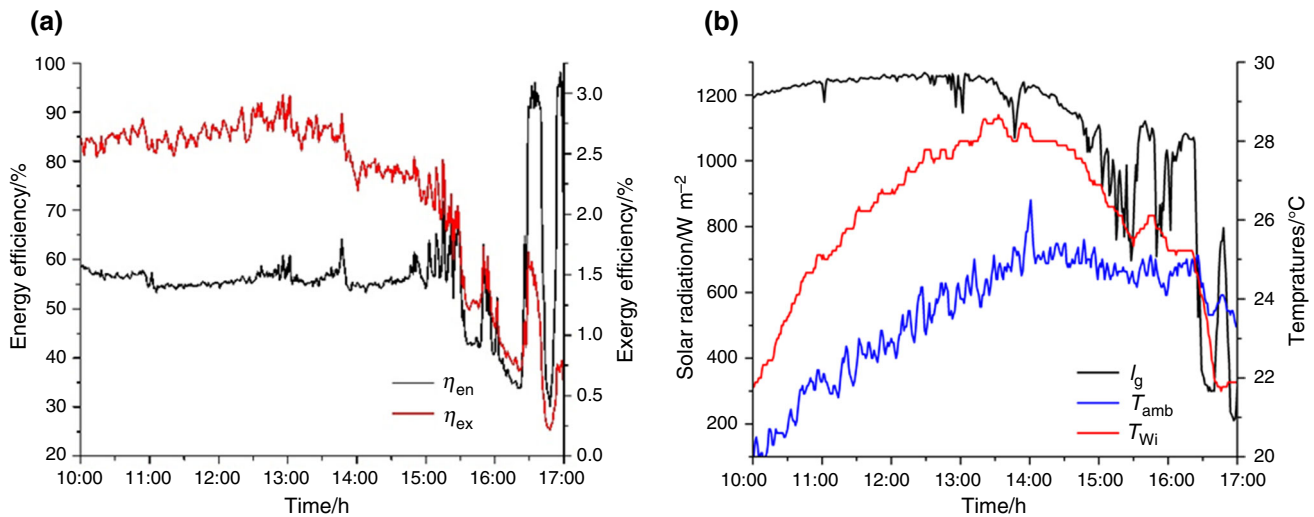 (a)
Energy efficiency/%
100
90
80
70
60
50
40
30
20
Exergy efficiency/%
3.0
2.5
2.0
1.5
1.0
0.5
0.0
ηen
ηex
10:00 11:00 12:00 13:00 14:00 15:00 16:00 17:00
Time/h
(b)
Solar radiation/W m−2
1200
1000
800
600
400
200
Tempratures/°C
30
28
26
24
22
20
Ig
Tamb
TWi
10:00 11:00 12:00 13:00 14:00 15:00 16:00 17:00
Time/h